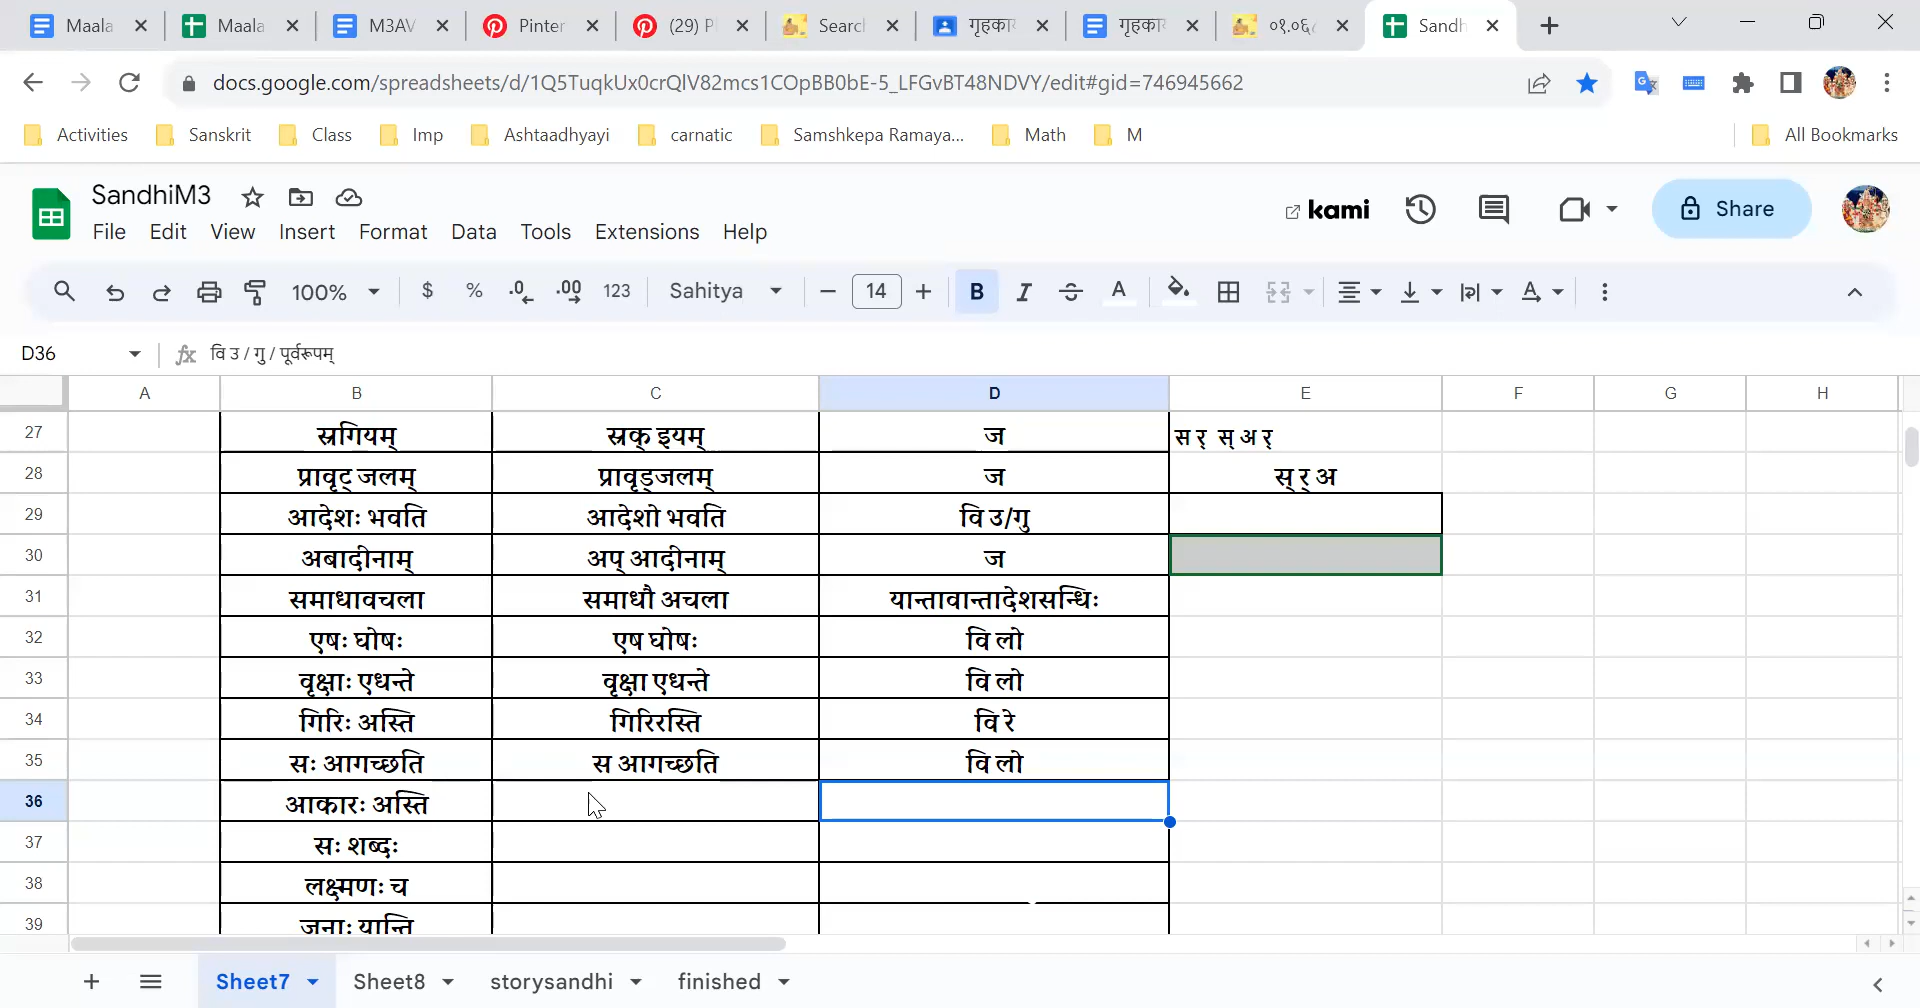 Maala
Maala
M3AV
Pinter
(29) P
Search
गृहकार
गृहकार
०९.०६
Sandh
docs.google.com/spreadsheets/d/1Q5TuqkUx0crQlV82mcs1COpBB0bE-5_LFGvBT48NDVY/edit#gid=746945662
Activities Sanskrit Class Imp Ashtaadhyayi carnatic Samshkepa Ramaya... Math M All Bookmarks
SandhiM3
kami
Share
File Edit View Insert Format Data Tools Extensions Help
100% $ % .0 .00 123 Sahitya 14 B I A
D36 fx वि उ / गु / पूर्वरूपम्
A B C D E F G H
27 स्रगियम् स्रक् इयम् ज स र् स् अ र्
28 प्रावृट् जलम् प्रावृड्जलम् ज स् र् अ
29 आदेशः भवति आदेशो भवति वि उ/गु
30 अबादीनाम् अप् आदीनाम् ज
31 समाधावचला समाधौ अचला यान्तावान्तादेशसन्धिः
32 एषः घोषः एष घोषः वि लो
33 वृक्षाः एधन्ते वृक्षा एधन्ते वि लो
34 गिरिः अस्ति गिरिरस्ति वि रे
35 सः आगच्छति स आगच्छति वि लो
36 आकारः अस्ति
37 सः शब्दः
38 लक्ष्मणः च
39 जनाः यान्ति
Sheet7 Sheet8 storysandhi finished